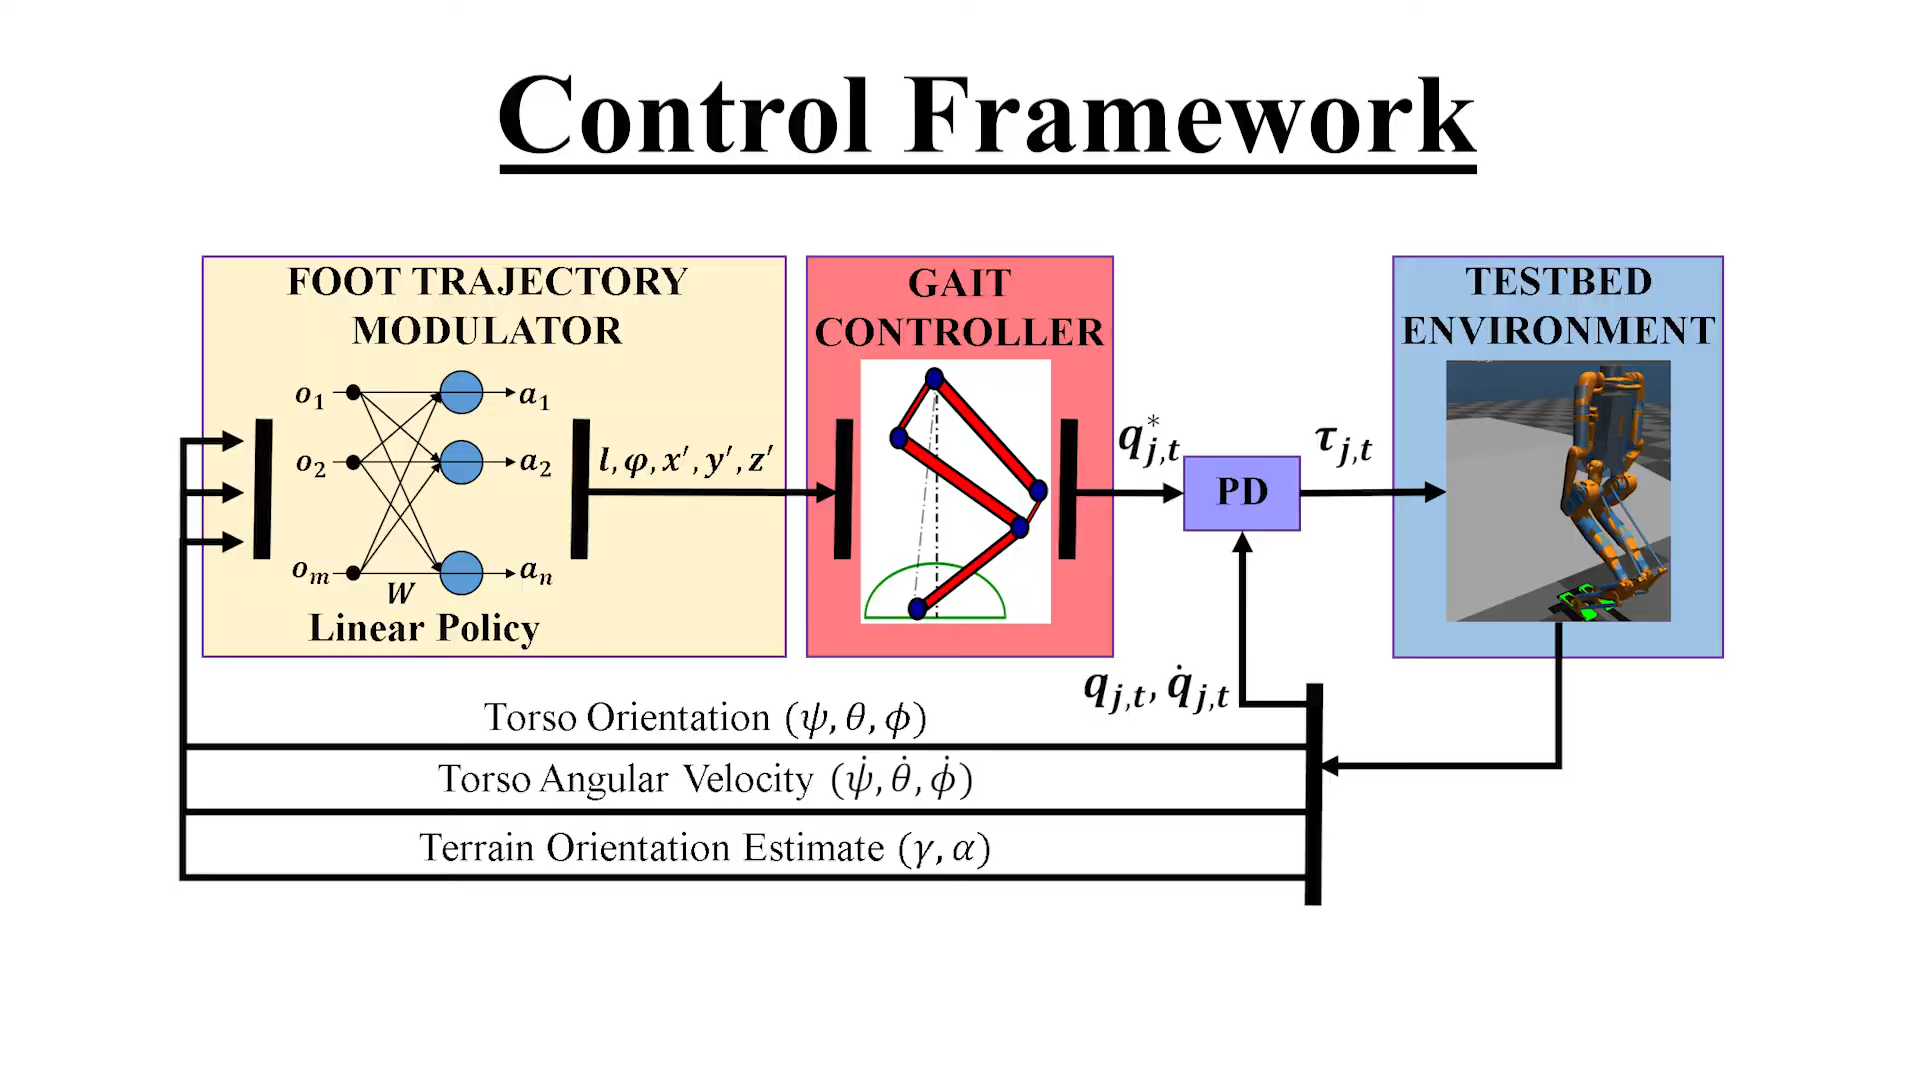 Control Framework
FOOT TRAJECTORY
MODULATOR
o₁
a₁
o₂
a₂
oₘ
aₙ
W
Linear Policy
l, φ, x′, y′, z′
GAIT
CONTROLLER
q*ⱼ,ₜ
PD
τⱼ,ₜ
TESTBED
ENVIRONMENT
qⱼ,ₜ, q̇ⱼ,ₜ
Torso Orientation (ψ, θ, ϕ)
Torso Angular Velocity (ψ̇, θ̇, ϕ̇)
Terrain Orientation Estimate (γ, α)